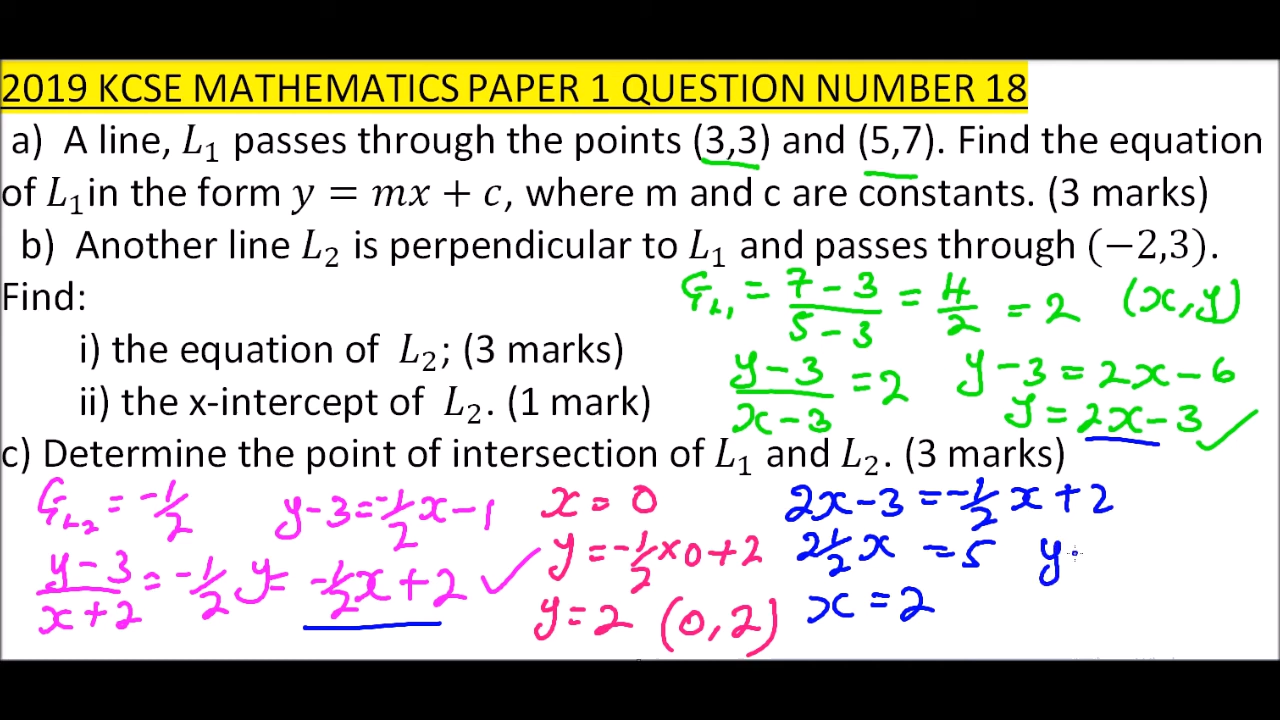 2019 KCSE MATHEMATICS PAPER 1 QUESTION NUMBER 18
a) A line, L₁ passes through the points (3,3) and (5,7). Find the equation
of L₁ in the form y = mx + c, where m and c are constants. (3 marks)
b) Another line L₂ is perpendicular to L₁ and passes through (−2,3).
Find:
i) the equation of L₂; (3 marks)
ii) the x-intercept of L₂. (1 mark)
c) Determine the point of intersection of L₁ and L₂. (3 marks)
G_L₁ = (7 − 3)/(5 − 3) = 4/2 = 2 (x, y)
(y − 3)/(x − 3) = 2
y − 3 = 2x − 6
y = 2x − 3 ✓
G_L₂ = −1/2
(y − 3)/(x + 2) = −1/2
y − 3 = −1/2 x − 1
y = −1/2 x + 2 ✓
x = 0
y = −1/2 × 0 + 2
y = 2 (0, 2)
2x − 3 = −1/2 x + 2
2 1/2 x = 5
x = 2
y